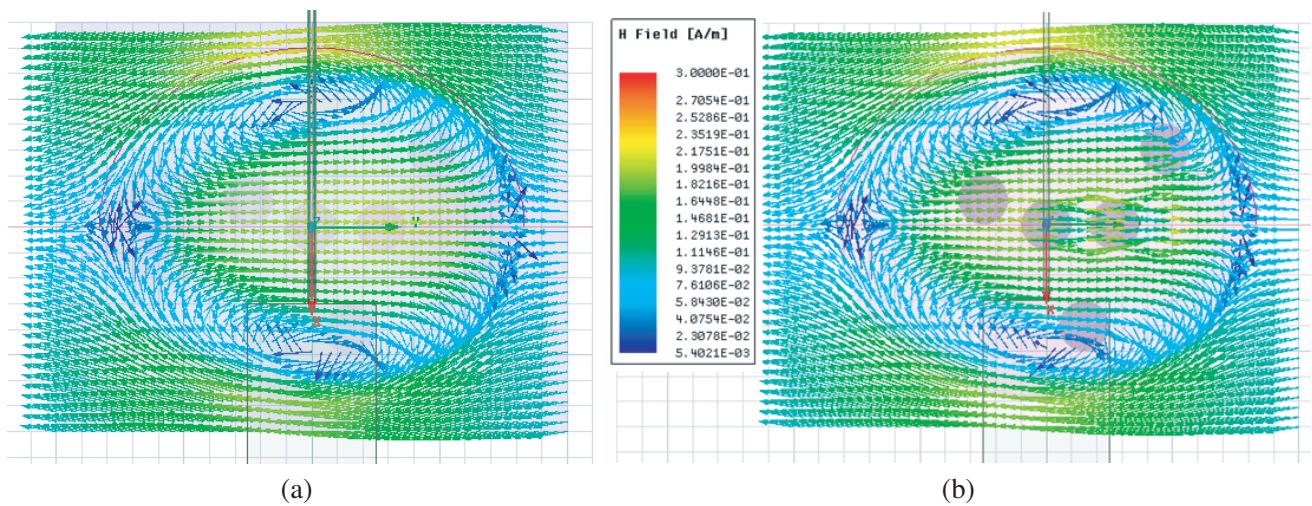 H Field [A/m]
3.0000E-01
2.7054E-01
2.5286E-01
2.3519E-01
2.1751E-01
1.9984E-01
1.8216E-01
1.6448E-01
1.4681E-01
1.2913E-01
1.1146E-01
9.3781E-02
7.6106E-02
5.8430E-02
4.0754E-02
2.3078E-02
5.4021E-03
X
X
(a)
(b)